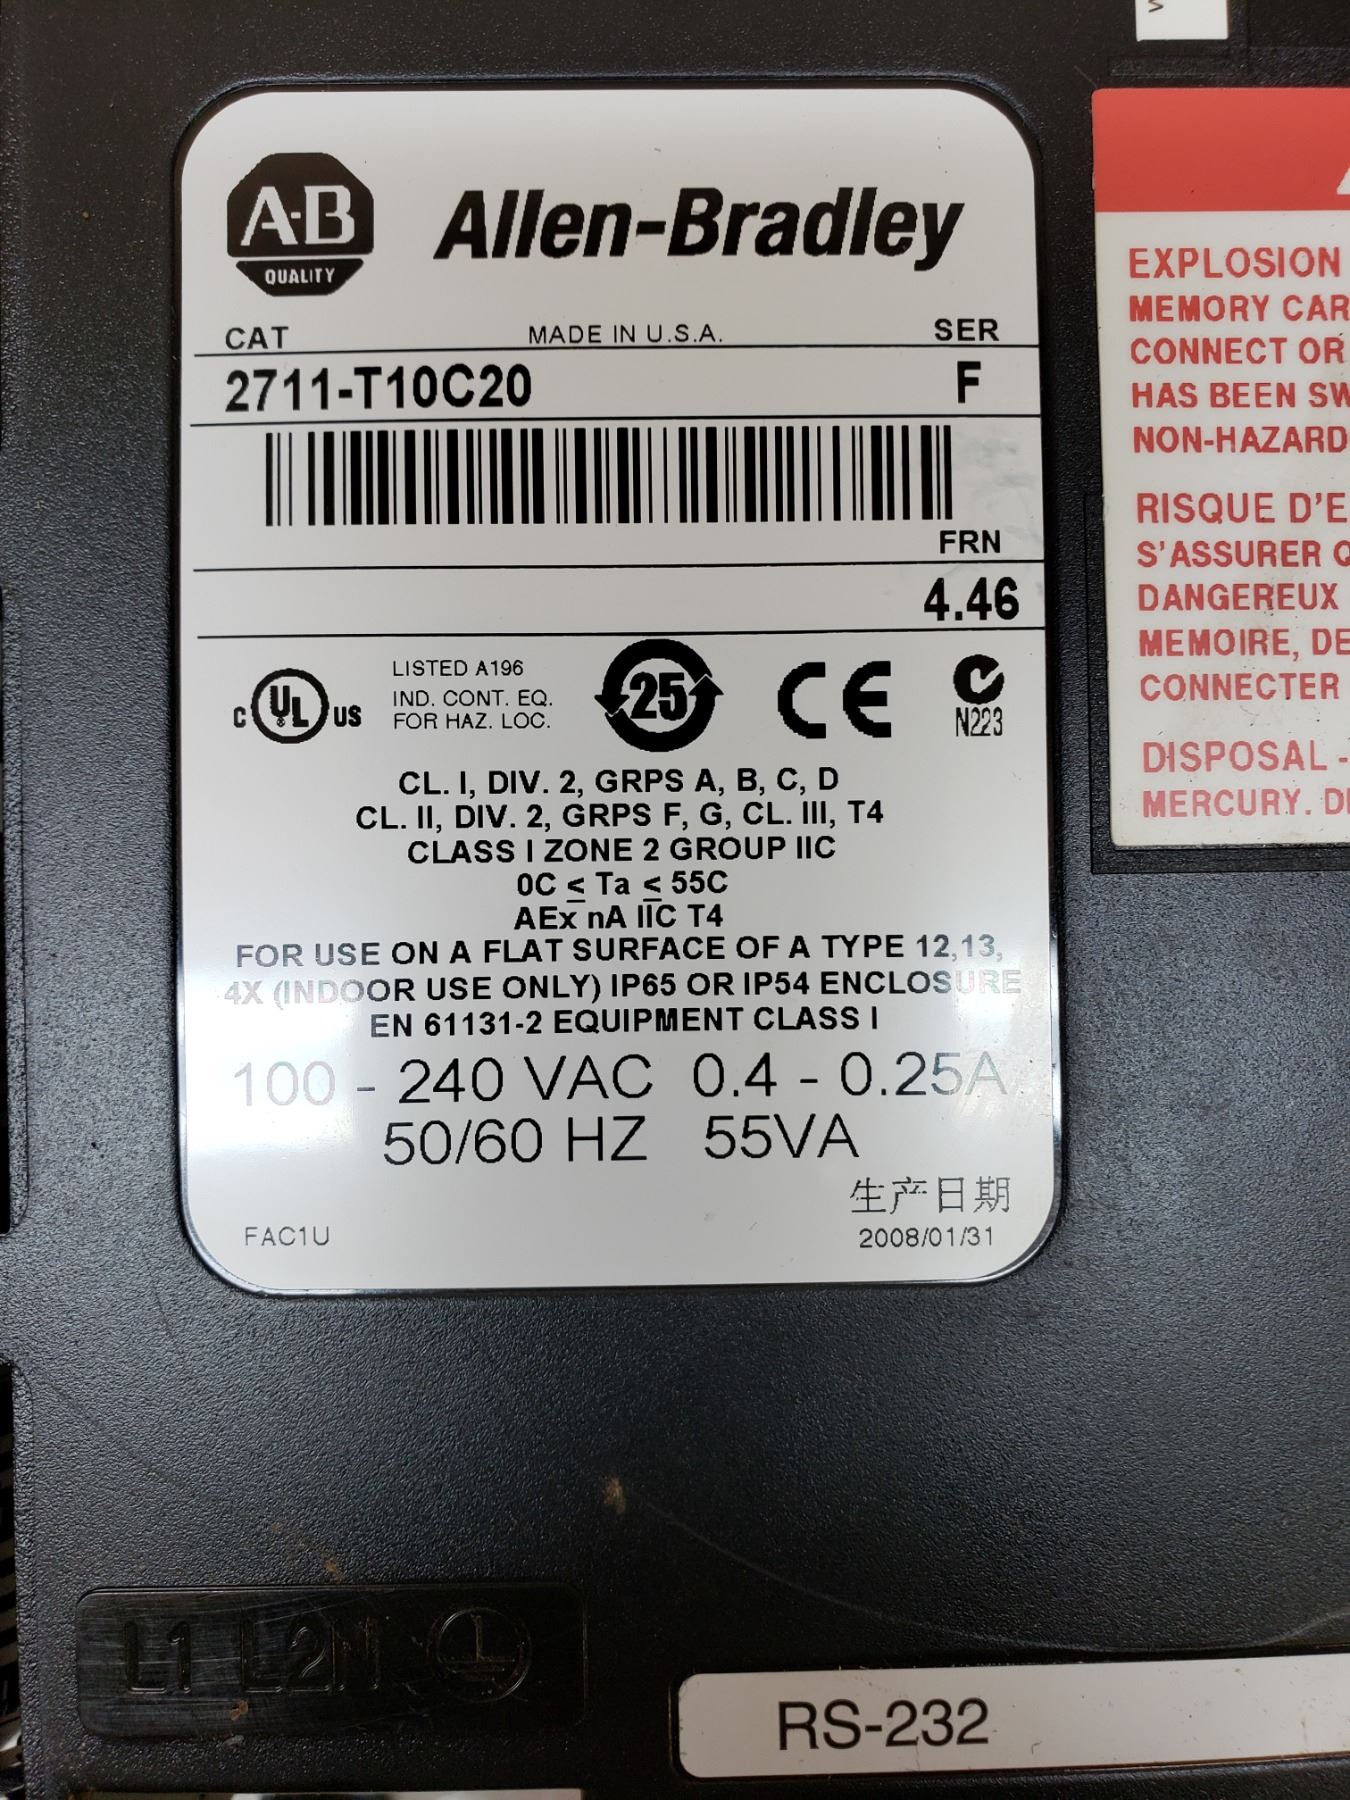 A-B
QUALITY
Allen-Bradley
CAT MADE IN U.S.A. SER
2711-T10C20 F
FRN
4.46
C UL US
LISTED A196
IND. CONT. EQ.
FOR HAZ. LOC.
25
CE
N223
CL. I, DIV. 2, GRPS A, B, C, D
CL. II, DIV. 2, GRPS F, G, CL. III, T4
CLASS I ZONE 2 GROUP IIC
0C ≤ Ta ≤ 55C
AEx nA IIC T4
FOR USE ON A FLAT SURFACE OF A TYPE 12,13,
4X (INDOOR USE ONLY) IP65 OR IP54 ENCLOSURE
EN 61131-2 EQUIPMENT CLASS I
100 - 240 VAC 0.4 - 0.25A
50/60 HZ 55VA
生产日期
FAC1U 2008/01/31
EXPLOSION
MEMORY CAR
CONNECT OR
HAS BEEN SW
NON-HAZARD
RISQUE D'E
S'ASSURER
DANGEREUX
MEMOIRE, DE
CONNECTER
DISPOSAL -
MERCURY. DI
L1 L2N
RS-232